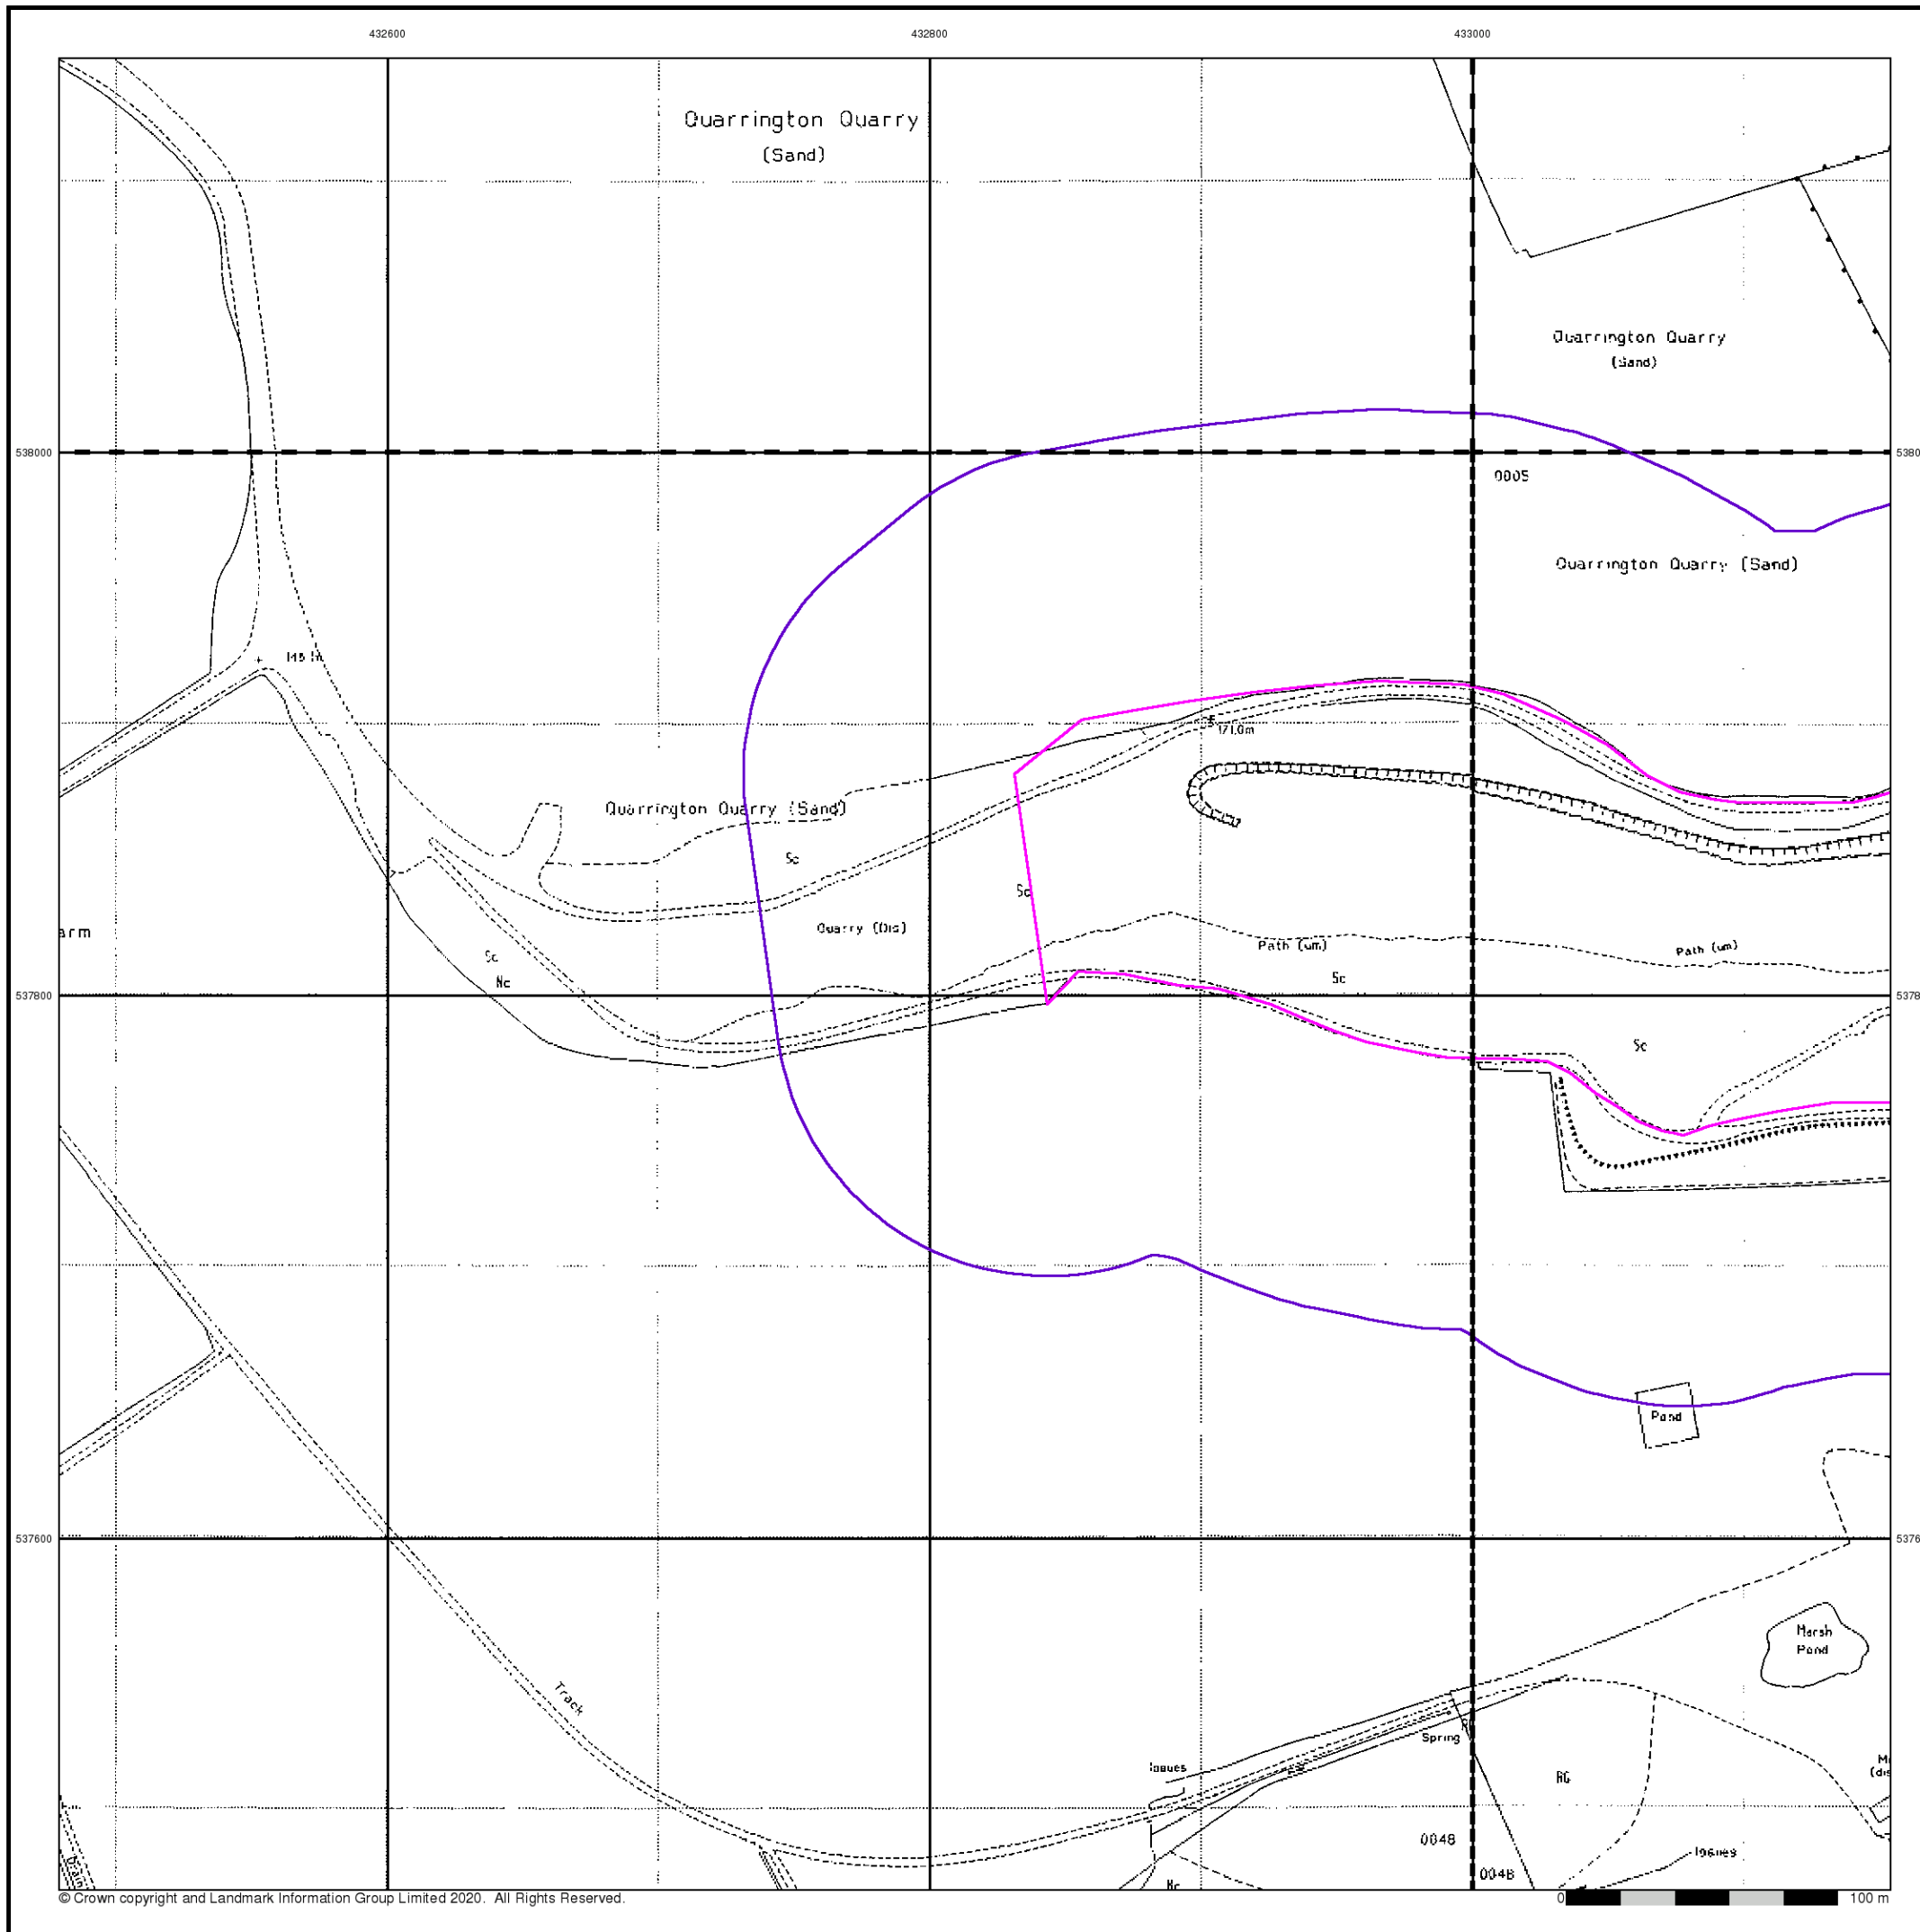 432600
432800
433000
Quarrington Quarry
(Sand)
Quarrington Quarry
(Sand)
538000
5380
0005
Quarrington Quarry (Sand)
171.0m
Quarrington Quarry (Sand)
Sc
Sc
Quarry (Dis)
arm
Path (um)
Path (um)
Sc
Nc
Sc
537800
5378
Sc
Pond
537600
5376
Marsh
Pond
Track
Spring
Issues
RG
0048
Issues
0048
© Crown copyright and Landmark Information Group Limited 2020. All Rights Reserved.
0
100 m